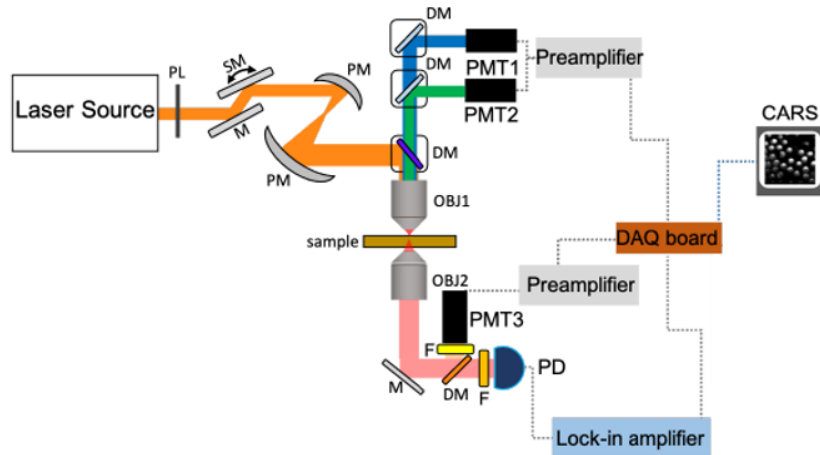 DM
PL
SM
PM
PMT1
Preamplifier
Laser Source
DM
PMT2
CARS
M
DM
PM
OBJ1
sample
DAQ board
OBJ2
Preamplifier
PMT3
F
PD
M
DM
F
Lock-in amplifier